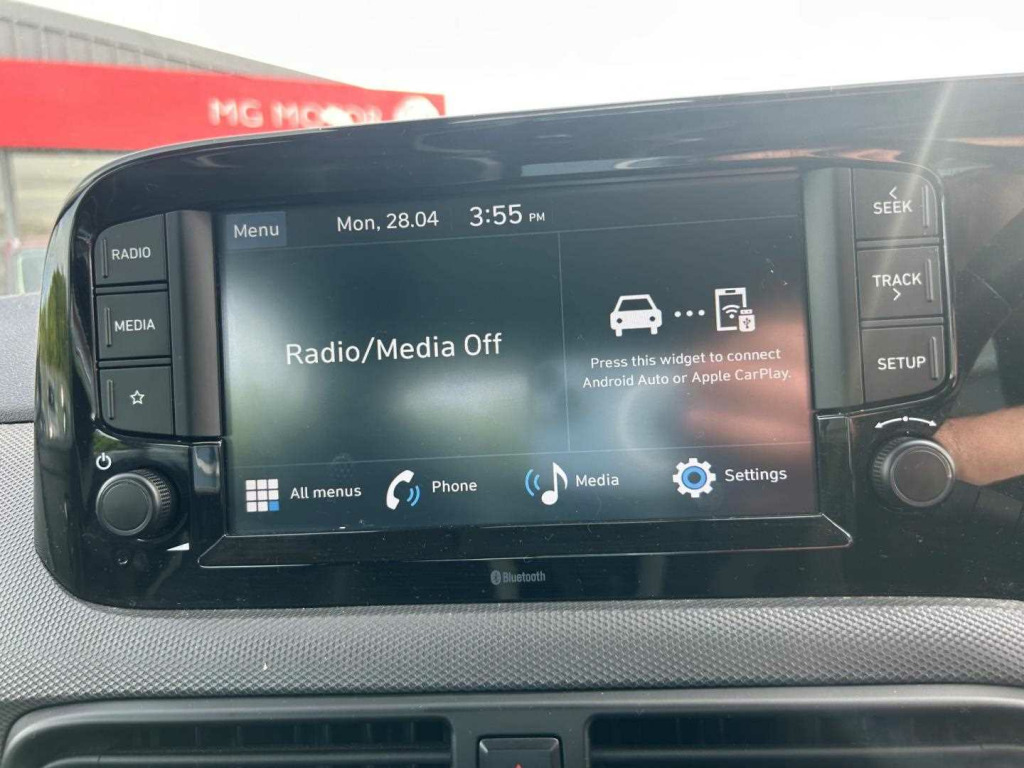 MG MOTOR
Menu
Mon, 28.04
3:55 PM
RADIO
MEDIA
Radio/Media Off
Press this widget to connect
Android Auto or Apple CarPlay.
< SEEK
TRACK >
SETUP
All menus
Phone
Media
Settings
Bluetooth